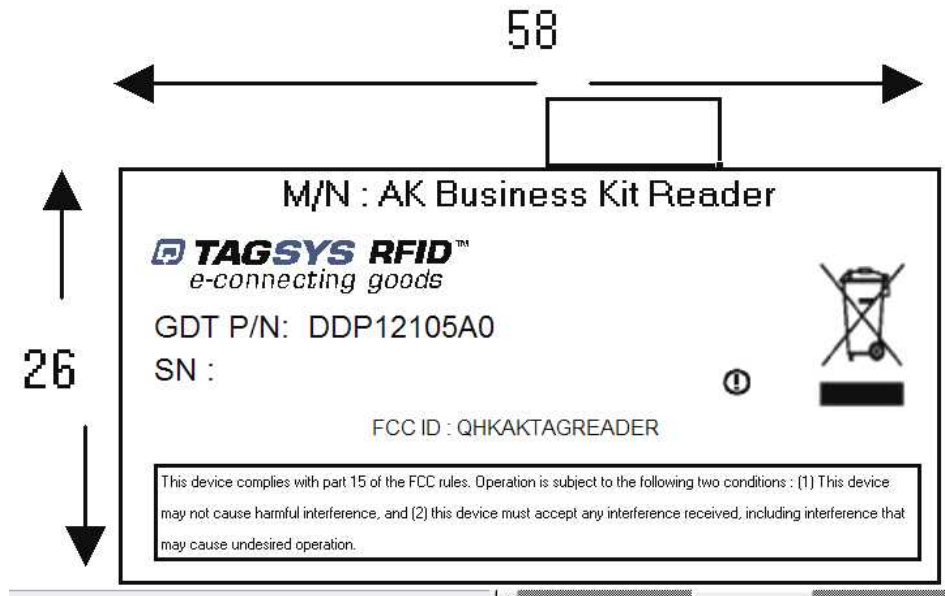 58
M/N : AK Business Kit Reader
TAGSYS RFID™
e-connecting goods
GDT P/N: DDP12105A0
26
SN :
FCC ID : QHKAKTAGREADER
This device complies with part 15 of the FCC rules. Operation is subject to the following two conditions : (1) This device
may not cause harmful interference, and (2) this device must accept any interference received, including interference that
may cause undesired operation.